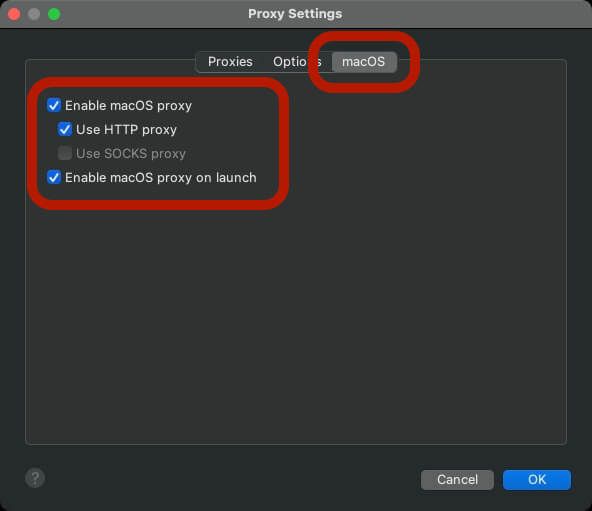 Proxy Settings
Proxies Options macOS
Enable macOS proxy
Use HTTP proxy
Use SOCKS proxy
Enable macOS proxy on launch
? Cancel OK